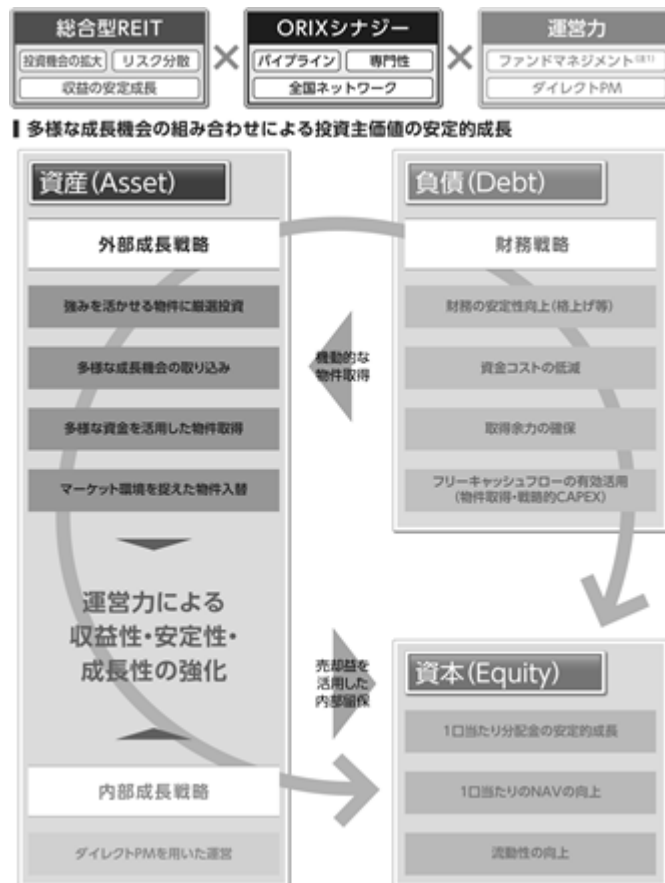 総合型REIT
投資機会の拡大 リスク分散
収益の安定成長
×
ORIXシナジー
パイプライン 専門性
全国ネットワーク
×
運営力
ファンドマネジメント(注1)
ダイレクトPM
多様な成長機会の組み合わせによる投資主価値の安定的成長
資産(Asset)
外部成長戦略
強みを活かせる物件に厳選投資
多様な成長機会の取り込み
多様な資金を活用した物件取得
マーケット環境を捉えた物件入替
運営力による
収益性・安定性・
成長性の強化
内部成長戦略
ダイレクトPMを用いた運営
機動的な
物件取得
売却益を
活用した
内部留保
負債(Debt)
財務戦略
財務の安定性向上(格上げ等)
資金コストの低減
取得余力の確保
フリーキャッシュフローの有効活用
(物件取得・戦略的CAPEX)
資本(Equity)
1口当たり分配金の安定的成長
1口当たりのNAVの向上
流動性の向上